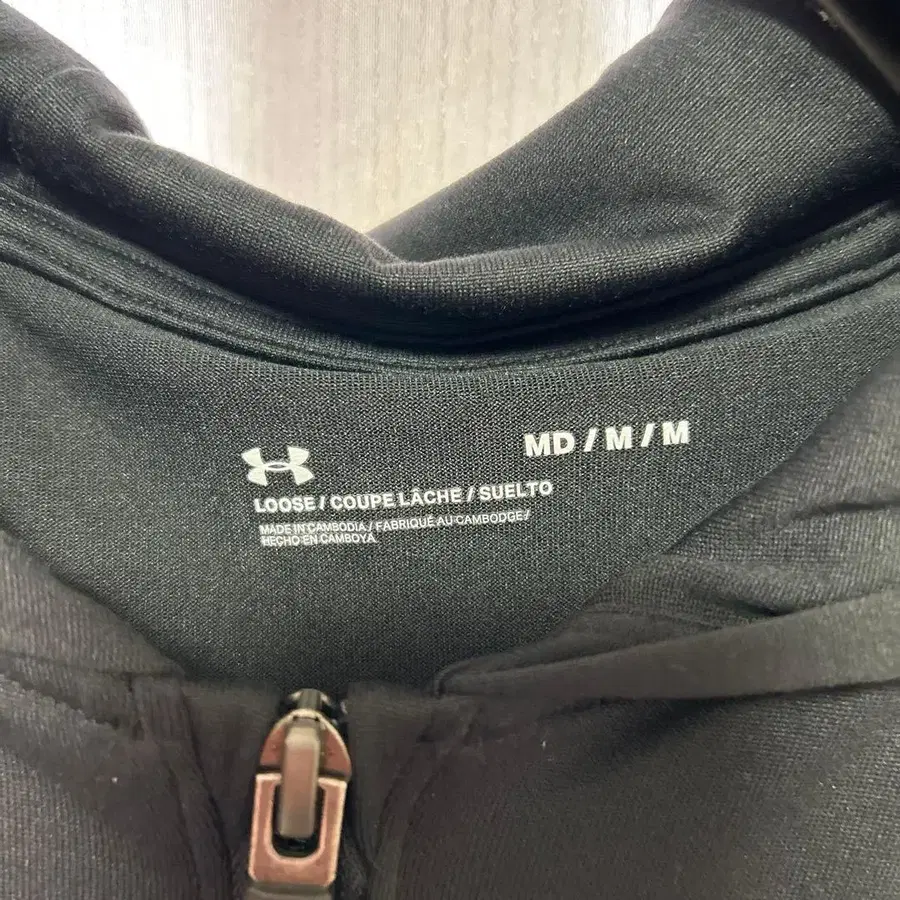 MD / M / M
LOOSE / COUPE LÂCHE / SUELTO
MADE IN CAMBODIA / FABRIQUÉ AU CAMBODGE /
HECHO EN CAMBOYA